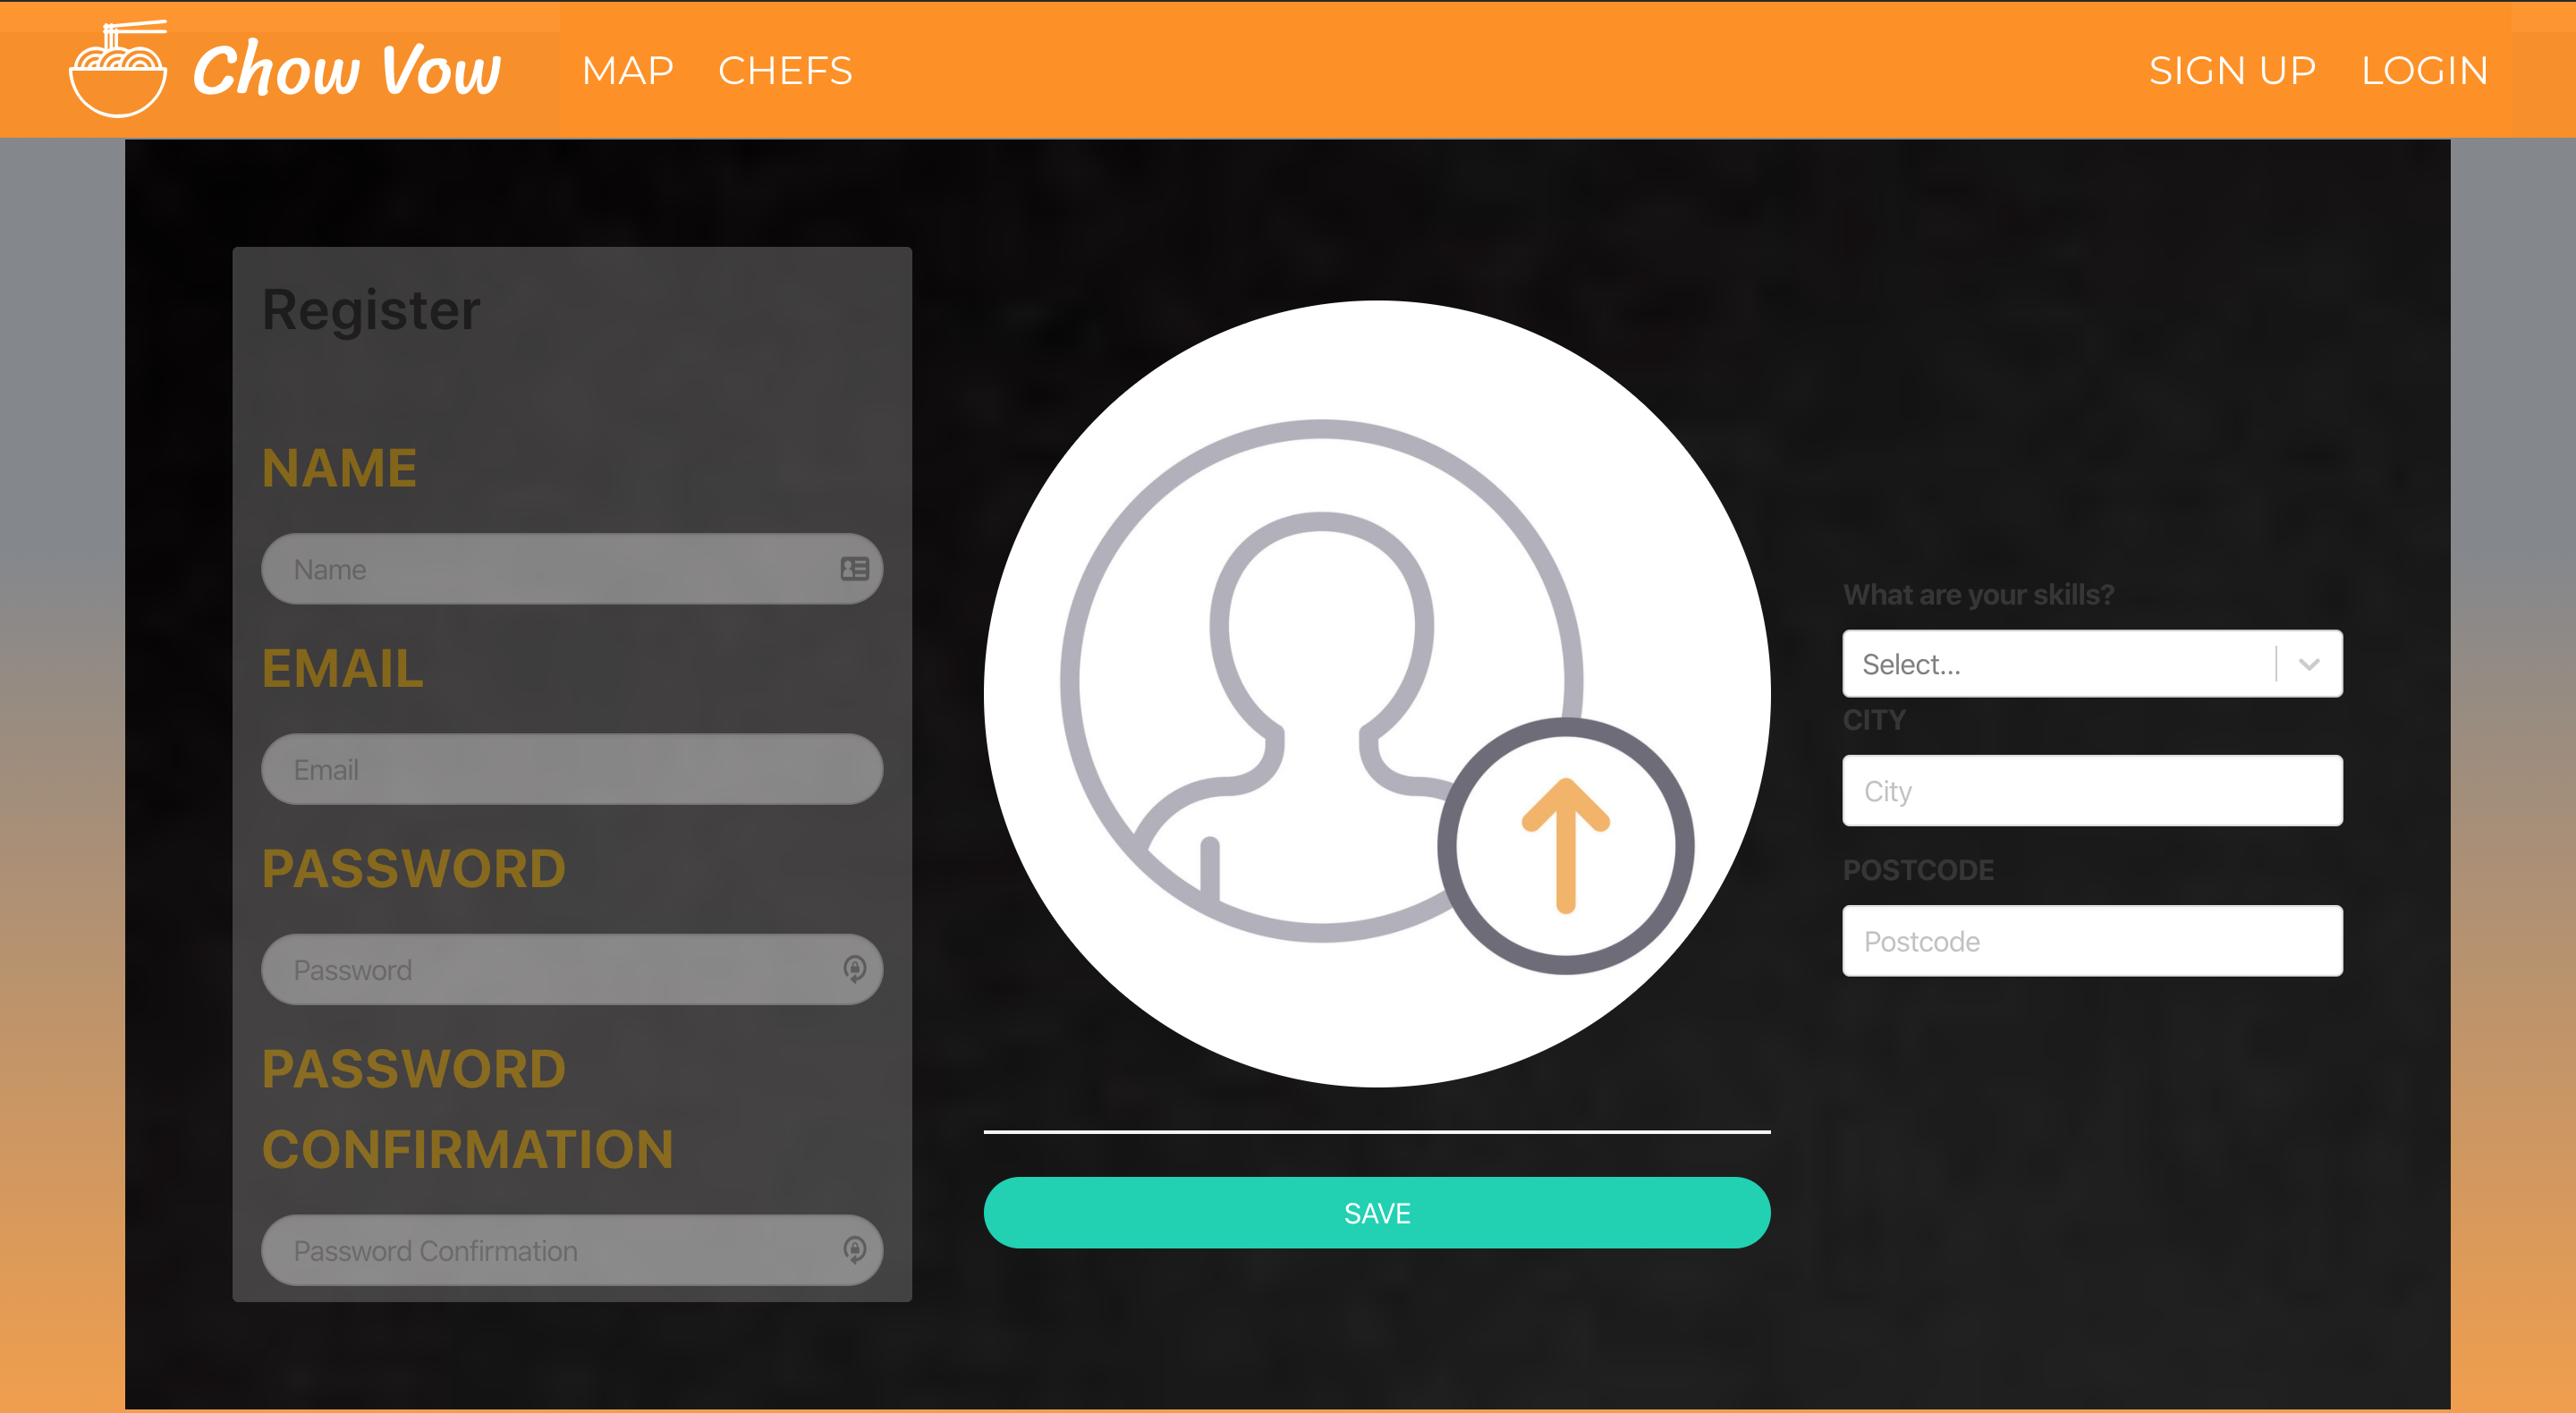 Chow Vow
MAP
CHEFS
SIGN UP
LOGIN
Register
NAME
Name
EMAIL
Email
PASSWORD
Password
PASSWORD
CONFIRMATION
Password Confirmation
SAVE
What are your skills?
Select...
CITY
City
POSTCODE
Postcode